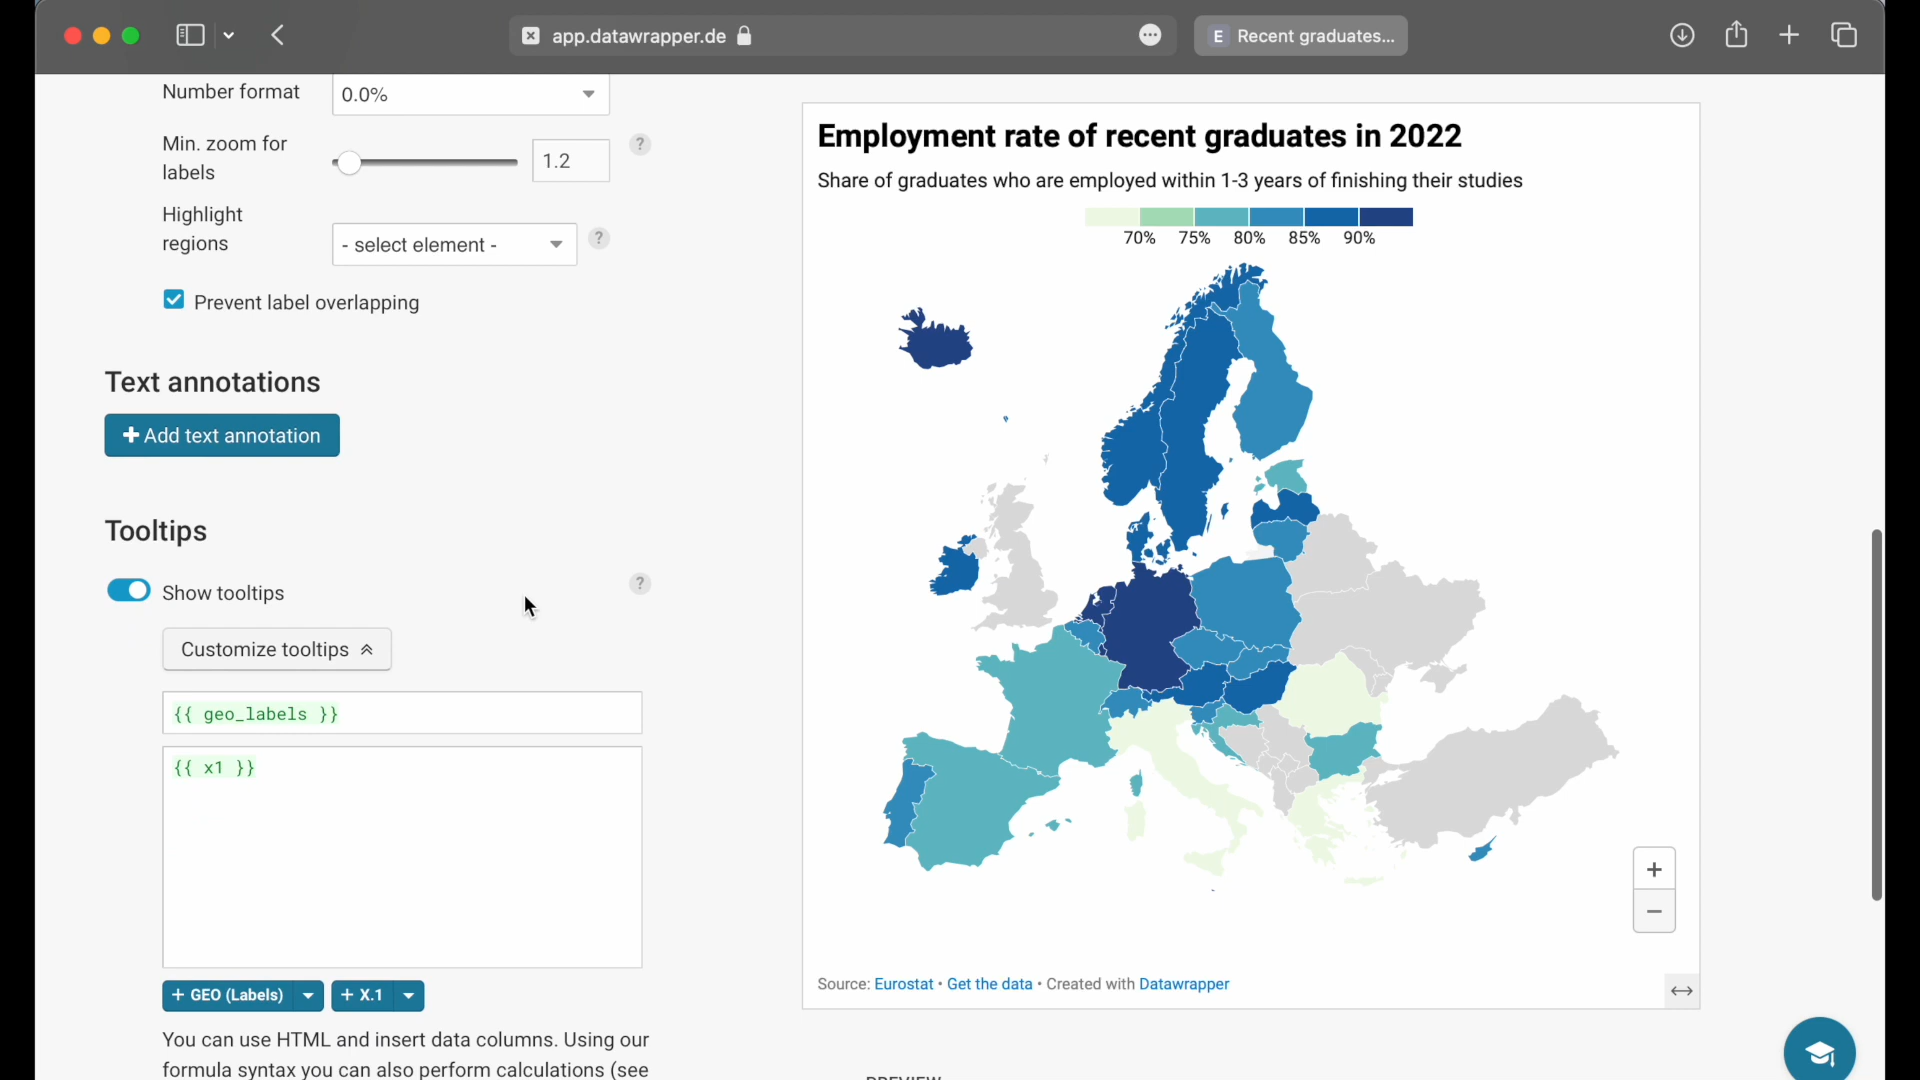 app.datawrapper.de
E Recent graduates...
Number format
0.0%
Min. zoom for
labels
1.2
?
Highlight
regions
- select element -
?
Prevent label overlapping
Text annotations
+ Add text annotation
Tooltips
Show tooltips
?
Customize tooltips
{{ geo_labels }}
{{ x1 }}
+ GEO (Labels)
+ X.1
You can use HTML and insert data columns. Using our
formula syntax you can also perform calculations (see
Employment rate of recent graduates in 2022
Share of graduates who are employed within 1-3 years of finishing their studies
70% 75% 80% 85% 90%
+
−
Source: Eurostat • Get the data • Created with Datawrapper
PREVIEW